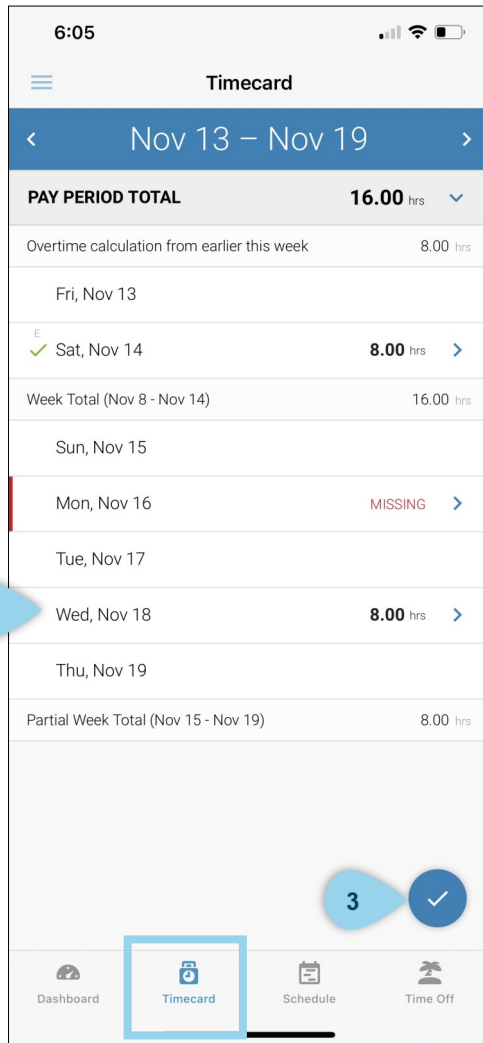 6:05
Timecard
Nov 13 – Nov 19
PAY PERIOD TOTAL 16.00 hrs
Overtime calculation from earlier this week 8.00 hrs
Fri, Nov 13
E
Sat, Nov 14 8.00 hrs
Week Total (Nov 8 - Nov 14) 16.00 hrs
Sun, Nov 15
Mon, Nov 16 MISSING
Tue, Nov 17
Wed, Nov 18 8.00 hrs
Thu, Nov 19
Partial Week Total (Nov 15 - Nov 19) 8.00 hrs
3
Dashboard Timecard Schedule Time Off